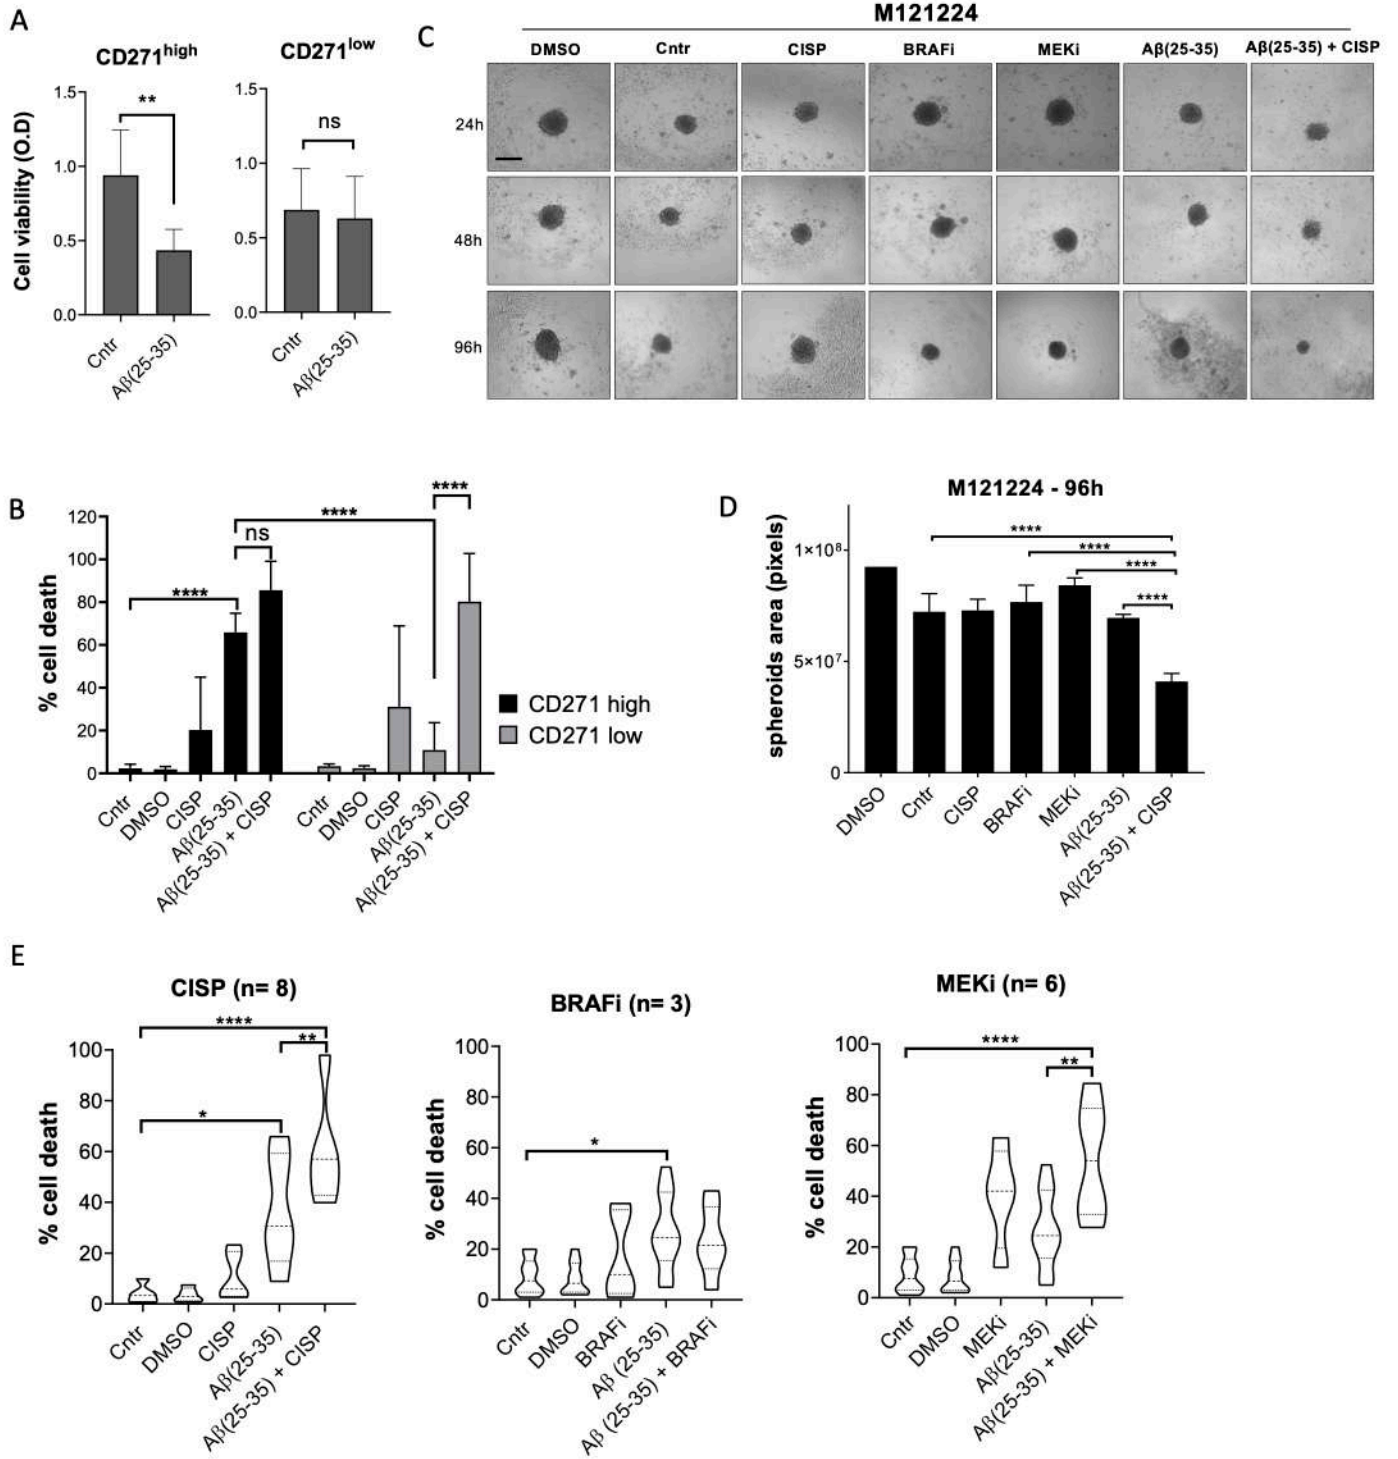 A
CD271high
CD271low
Cell viability (O.D)
1.5
1.0
0.5
0.0
**
Cntr
Aβ(25-35)
1.5
1.0
0.5
0.0
ns
Cntr
Aβ(25-35)
C
M121224
DMSO Cntr CISP BRAFi MEKi Aβ(25-35) Aβ(25-35) + CISP
24h
48h
96h
B
% cell death
120
100
80
60
40
20
0
****
ns
****
****
CD271 high
CD271 low
Cntr
DMSO
CISP
Aβ(25-35)
Aβ(25-35) + CISP
Cntr
DMSO
CISP
Aβ(25-35)
Aβ(25-35) + CISP
D
M121224 - 96h
spheroids area (pixels)
1×10⁸
5×10⁷
0
****
****
****
****
DMSO
Cntr
CISP
BRAFi
MEKi
Aβ(25-35)
Aβ(25-35) + CISP
E
CISP (n= 8)
% cell death
100
80
60
40
20
0
****
**
*
Cntr
DMSO
CISP
Aβ(25-35)
Aβ(25-35) + CISP
BRAFi (n= 3)
% cell death
100
80
60
40
20
0
*
Cntr
DMSO
BRAFi
Aβ (25-35)
Aβ (25-35) + BRAFi
MEKi (n= 6)
% cell death
100
80
60
40
20
0
****
**
Cntr
DMSO
MEKi
Aβ(25-35)
Aβ(25-35) + MEKi